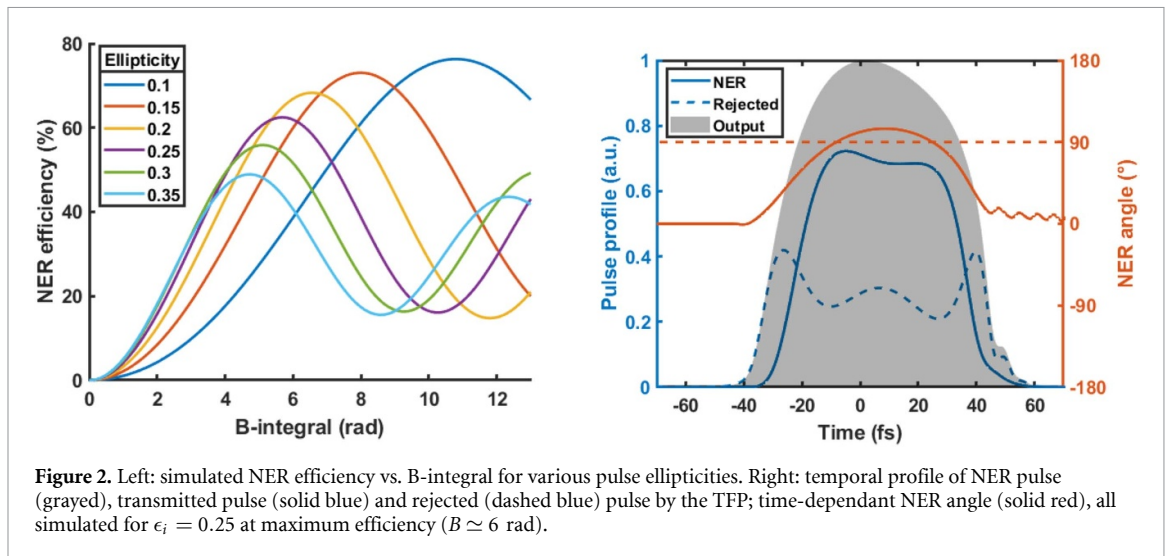 80
60
40
20
0
NER efficiency (%)
0 2 4 6 8 10 12
B-integral (rad)
Ellipticity
0.1
0.15
0.2
0.25
0.3
0.35
1
0.8
0.6
0.4
0.2
0
Pulse profile (a.u.)
-60 -40 -20 0 20 40 60
Time (fs)
180
90
0
-90
-180
NER angle (°)
NER
Rejected
Output
Figure 2. Left: simulated NER efficiency vs. B-integral for various pulse ellipticities. Right: temporal profile of NER pulse
(grayed), transmitted pulse (solid blue) and rejected (dashed blue) pulse by the TFP; time-dependant NER angle (solid red), all
simulated for ϵᵢ = 0.25 at maximum efficiency (B ≃ 6 rad).